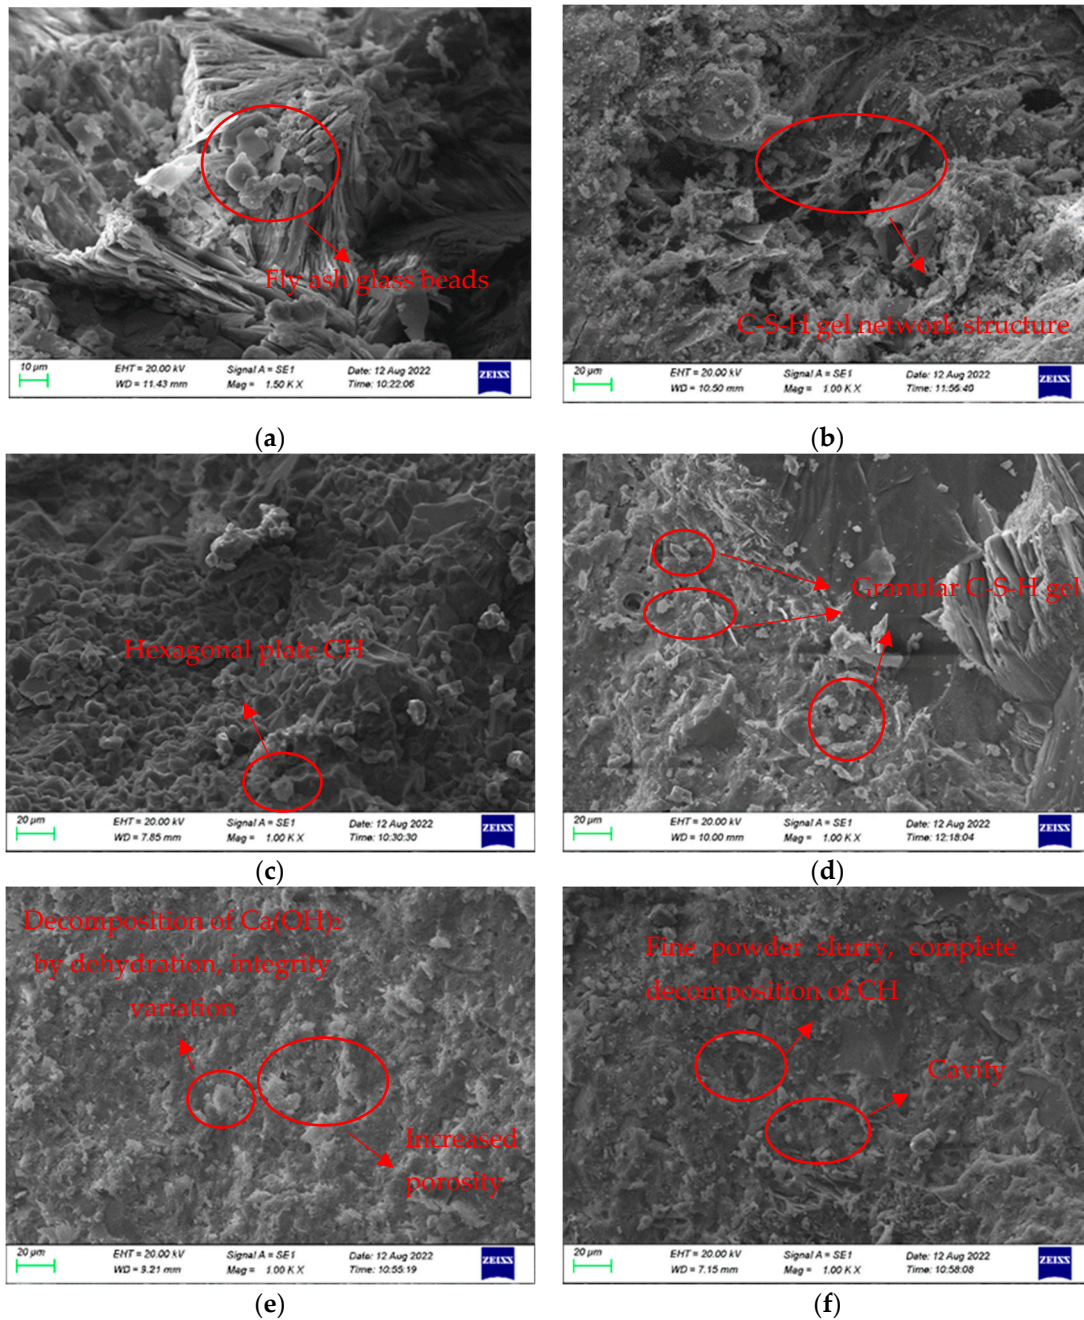 Fly ash glass beads
10 µm
EHT = 20.00 kV Signal A = SE1 Date: 12 Aug 2022
WD = 11.43 mm Mag = 1.50 K X Time: 10:22:06
ZEISS
(a)
C-S-H gel network structure
20 µm
EHT = 20.00 kV Signal A = SE1 Date: 12 Aug 2022
WD = 10.50 mm Mag = 1.00 K X Time: 11:56:40
ZEISS
(b)
Hexagonal plate CH
20 µm
EHT = 20.00 kV Signal A = SE1 Date: 12 Aug 2022
WD = 7.85 mm Mag = 1.00 K X Time: 10:30:30
ZEISS
(c)
Granular C-S-H gel
20 µm
EHT = 20.00 kV Signal A = SE1 Date: 12 Aug 2022
WD = 10.00 mm Mag = 1.00 K X Time: 12:18:04
ZEISS
(d)
Decomposition of Ca(OH)₂
by dehydration, integrity
variation
Increased
porosity
20 µm
EHT = 20.00 kV Signal A = SE1 Date: 12 Aug 2022
WD = 9.21 mm Mag = 1.00 K X Time: 10:55:19
ZEISS
(e)
Fine powder slurry, complete
decomposition of CH
Cavity
20 µm
EHT = 20.00 kV Signal A = SE1 Date: 12 Aug 2022
WD = 7.15 mm Mag = 1.00 K X Time: 10:58:08
ZEISS
(f)